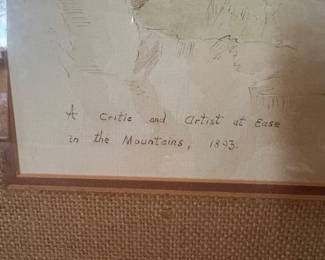 A Critic and Artist at Ease
in the Mountains, 1893.